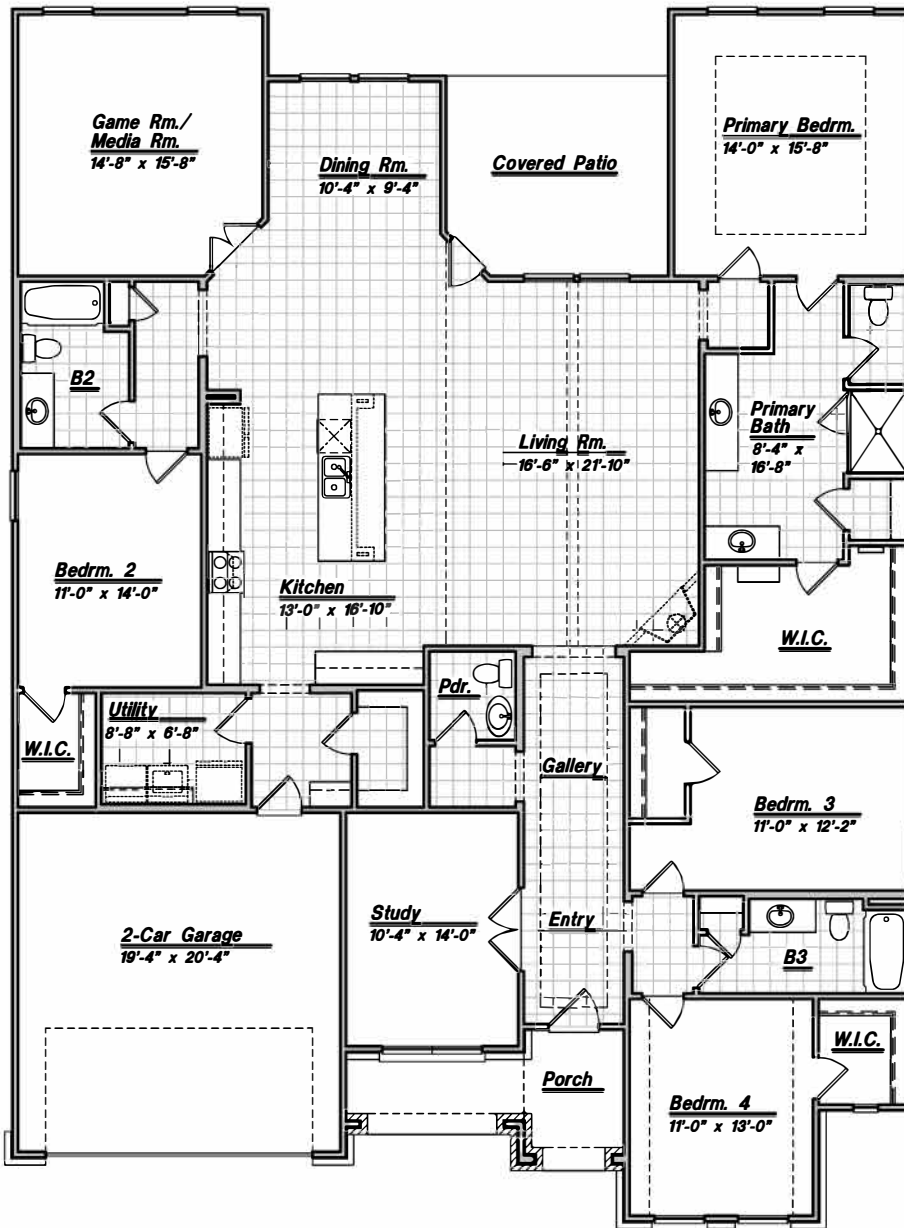 Game Rm./
Media Rm.
14'-8" x 15'-8"
Dining Rm.
10'-4" x 9'-4"
Covered Patio
Primary Bedrm.
14'-0" x 15'-8"
B2
Primary
Bath
8'-4" x
16'-8"
Living Rm.
16'-6" x 21'-10"
Bedrm. 2
11'-0" x 14'-0"
Kitchen
13'-0" x 16'-10"
W.I.C.
Pdr.
Utility
8'-8" x 6'-8"
W.I.C.
Gallery
Bedrm. 3
11'-0" x 12'-2"
Study
10'-4" x 14'-0"
Entry
2-Car Garage
19'-4" x 20'-4"
B3
W.I.C.
Porch
Bedrm. 4
11'-0" x 13'-0"